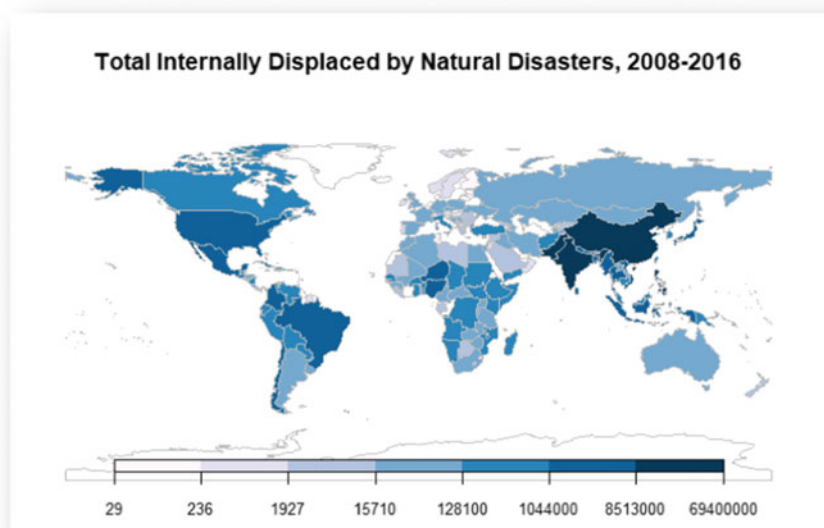 Total Internally Displaced by Natural Disasters, 2008-2016
29 236 1927 15710 128100 1044000 8513000 69400000